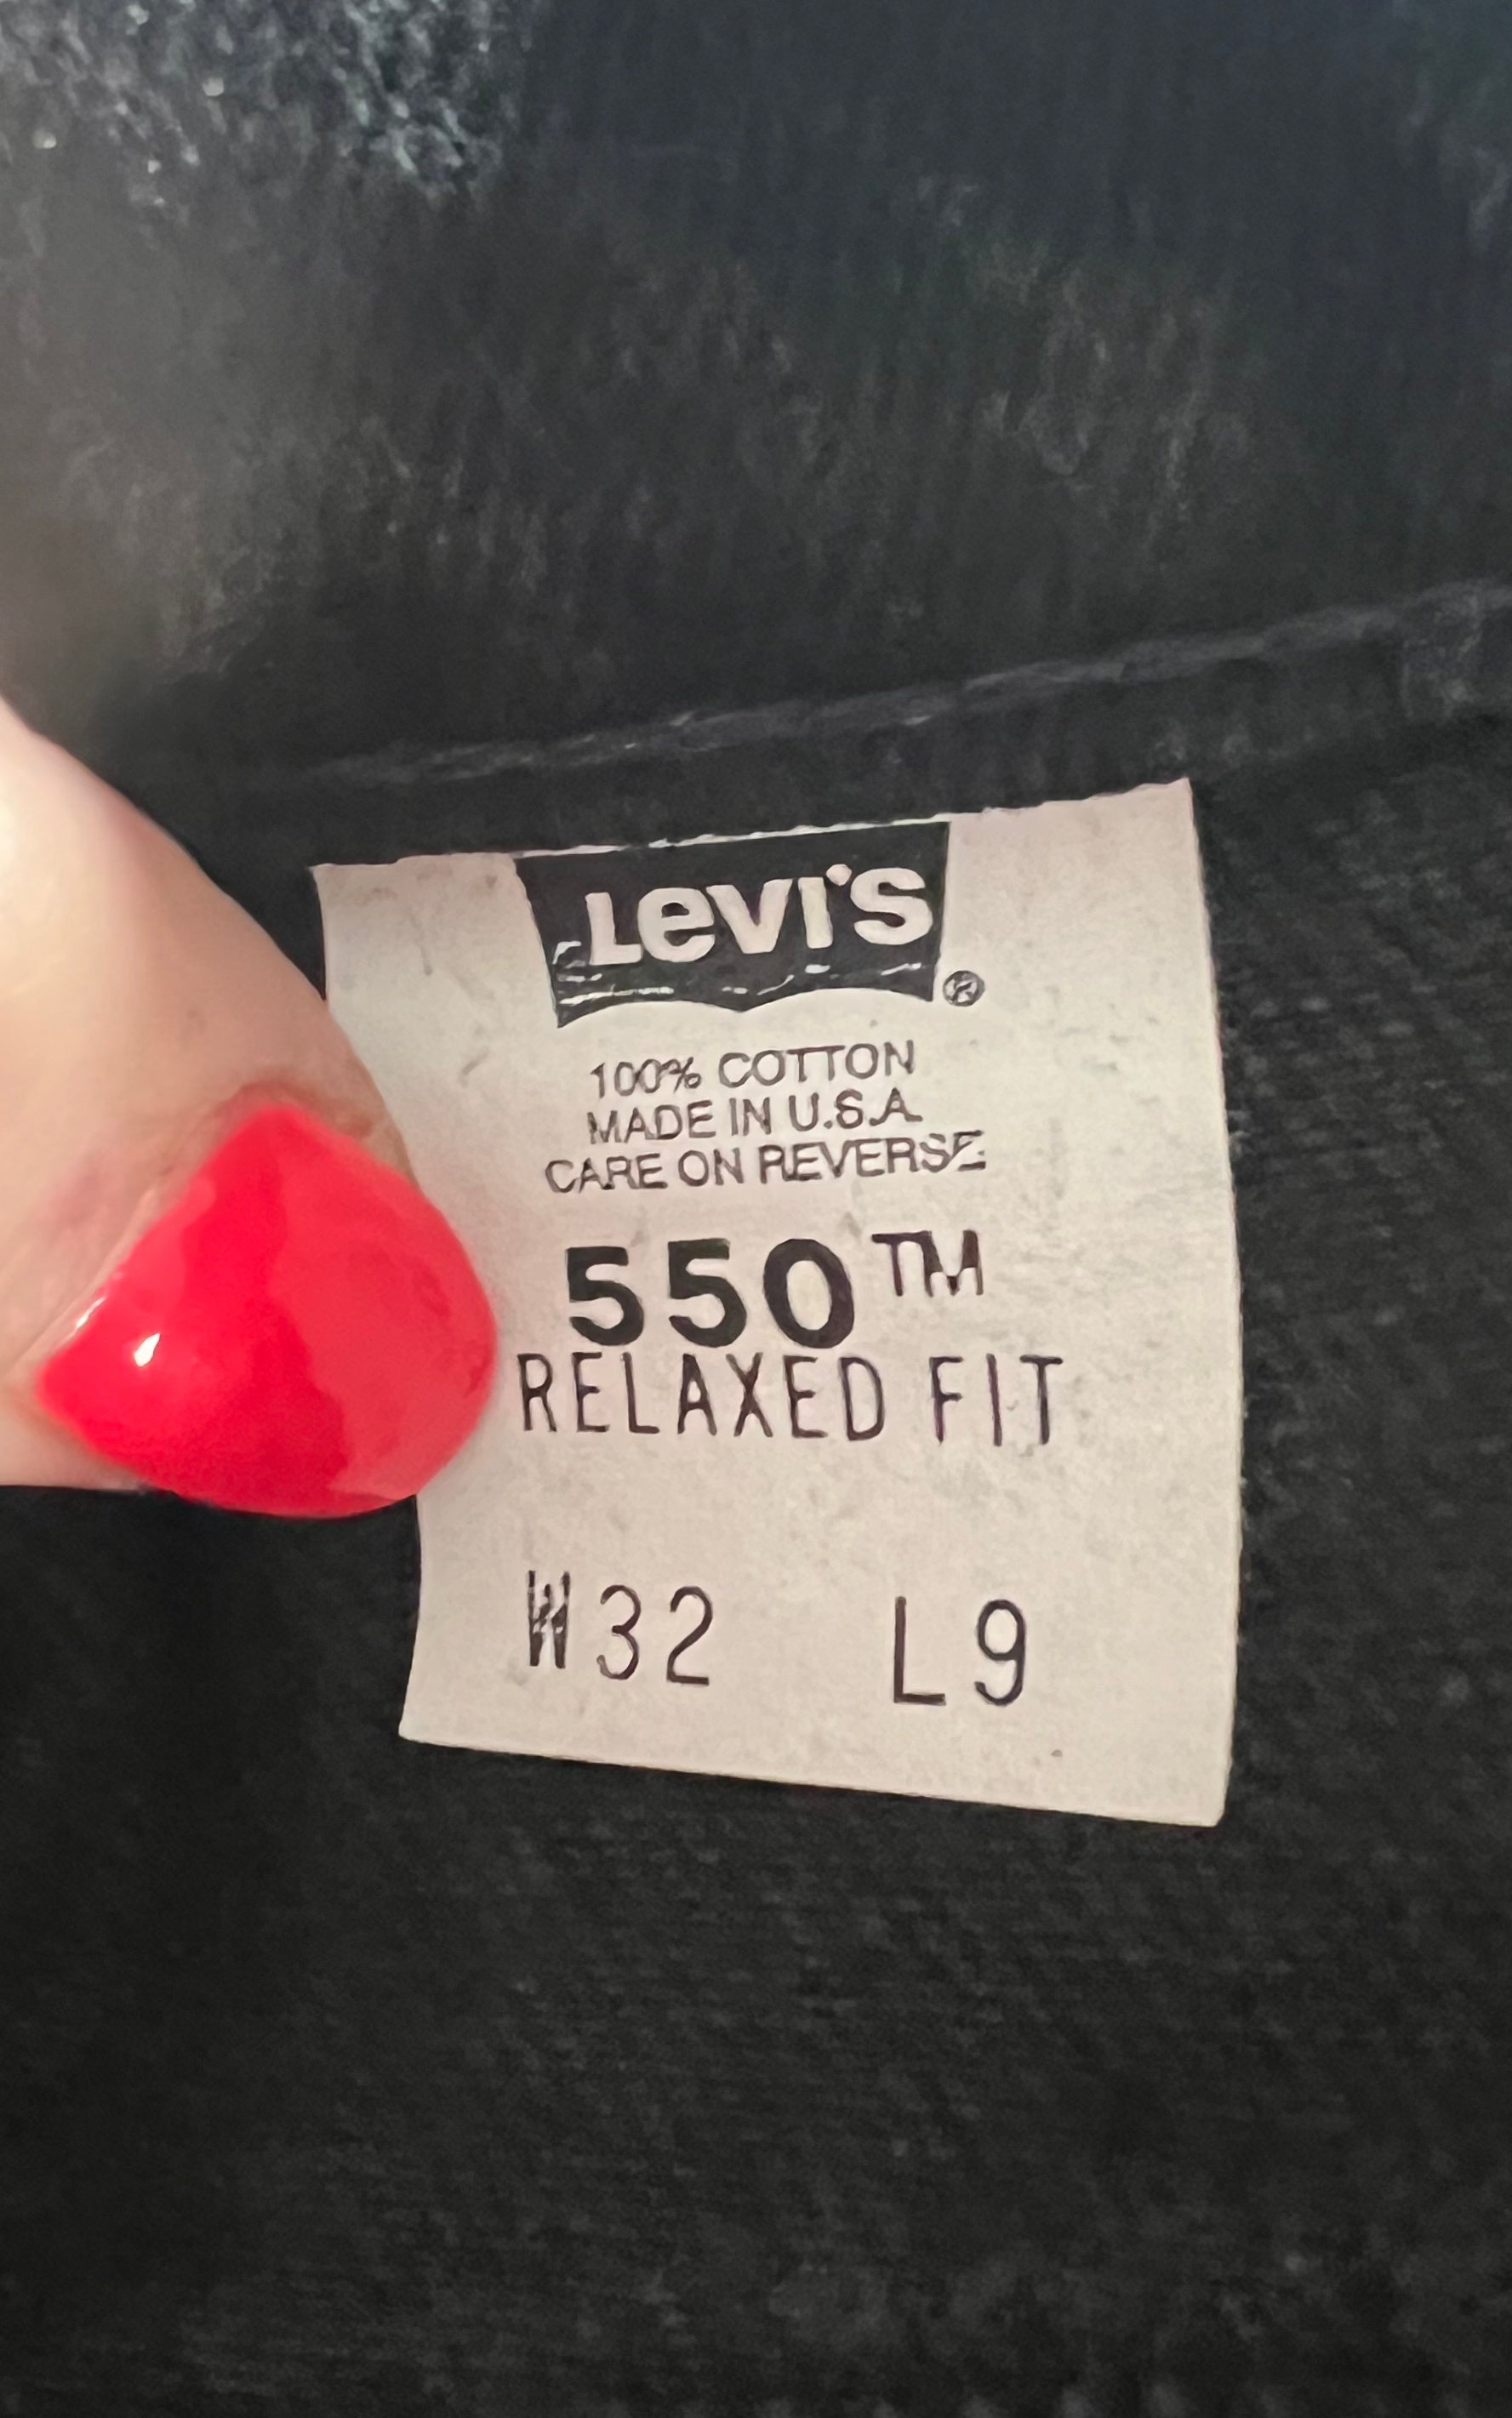 Levi's ®
100% COTTON
MADE IN U.S.A.
CARE ON REVERSE
550™
RELAXED FIT
W32 L9